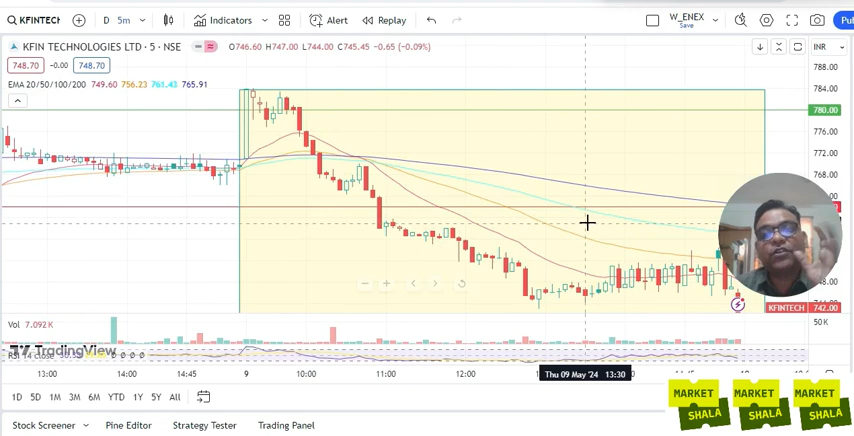 KFINTECH
D 5m
Indicators
Alert
Replay
W_ENEX
Save
Pul
KFIN TECHNOLOGIES LTD · 5 · NSE
O746.60 H747.00 L744.00 C745.45 -0.65 (-0.09%)
INR
748.70 -0.00 748.70
EMA 20/50/100/200 749.60 756.23 761.43 765.91
788.00
784.00
780.00
776.00
772.00
768.00
KFINTECH 742.00
Vol 7.092K
50K
TradingView
13:00 14:00 14:45 9 10:00 11:00 12:00 Thu 09 May '24 13:30
1D 5D 1M 3M 6M YTD 1Y 5Y All
Stock Screener
Pine Editor
Strategy Tester
Trading Panel
MARKET SHALA
MARKET SHALA
MARKET SHALA